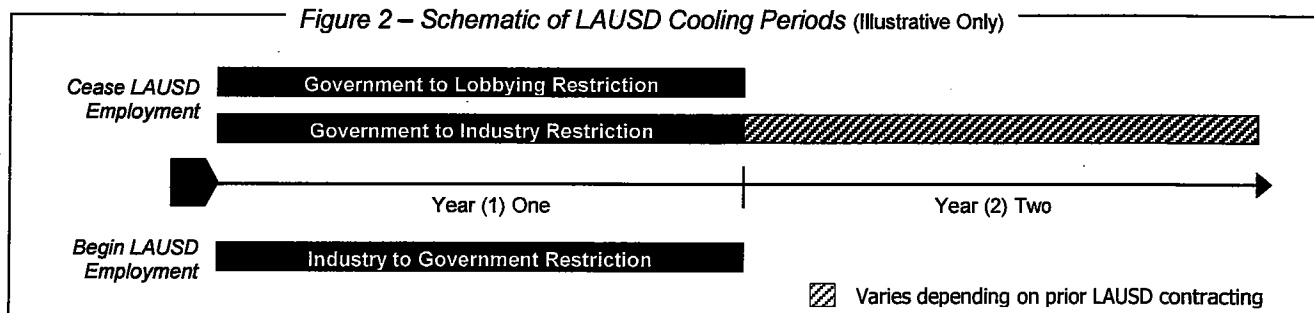 Figure 2 – Schematic of LAUSD Cooling Periods (Illustrative Only)
Cease LAUSD
Employment
Government to Lobbying Restriction
Government to Industry Restriction
Year (1) One
Year (2) Two
Begin LAUSD
Employment
Industry to Government Restriction
Varies depending on prior LAUSD contracting